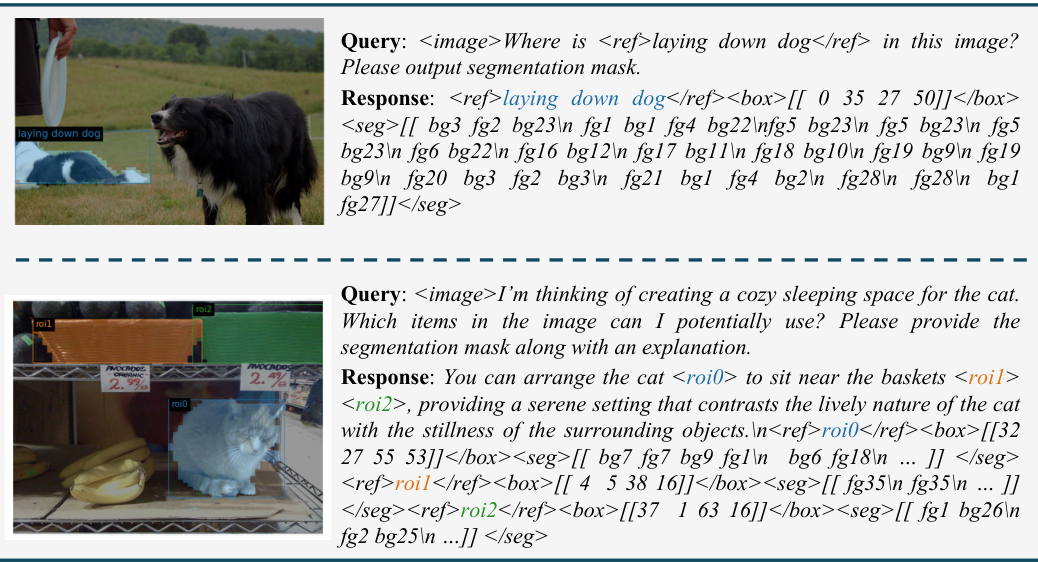 Query: <image>Where is <ref>laying down dog</ref> in this image?
Please output segmentation mask.
Response: <ref>laying down dog</ref><box>[[ 0 35 27 50]]</box>
<seg>[[ bg3 fg2 bg23\n fg1 bg1 fg4 bg22\nfg5 bg23\n fg5 bg23\n fg5
bg23\n fg6 bg22\n fg16 bg12\n fg17 bg11\n fg18 bg10\n fg19 bg9\n fg19
bg9\n fg20 bg3 fg2 bg3\n fg21 bg1 fg4 bg2\n fg28\n fg28\n bg1
fg27]]</seg>
laying down dog
Query: <image>I'm thinking of creating a cozy sleeping space for the cat.
Which items in the image can I potentially use? Please provide the
segmentation mask along with an explanation.
Response: You can arrange the cat <roi0> to sit near the baskets <roi1>
<roi2>, providing a serene setting that contrasts the lively nature of the cat
with the stillness of the surrounding objects.\n<ref>roi0</ref><box>[[32
27 55 53]]</box><seg>[[ bg7 fg7 bg9 fg1\n bg6 fg18\n ... ]] </seg>
<ref>roi1</ref><box>[[ 4 5 38 16]]</box><seg>[[ fg35\n fg35\n ... ]]
</seg><ref>roi2</ref><box>[[37 1 63 16]]</box><seg>[[ fg1 bg26\n
fg2 bg25\n ...]] </seg>
roi2
roi1
AVOCADOS
ORGANIC
2.99/
AVOCADOS
2.49/
roi0